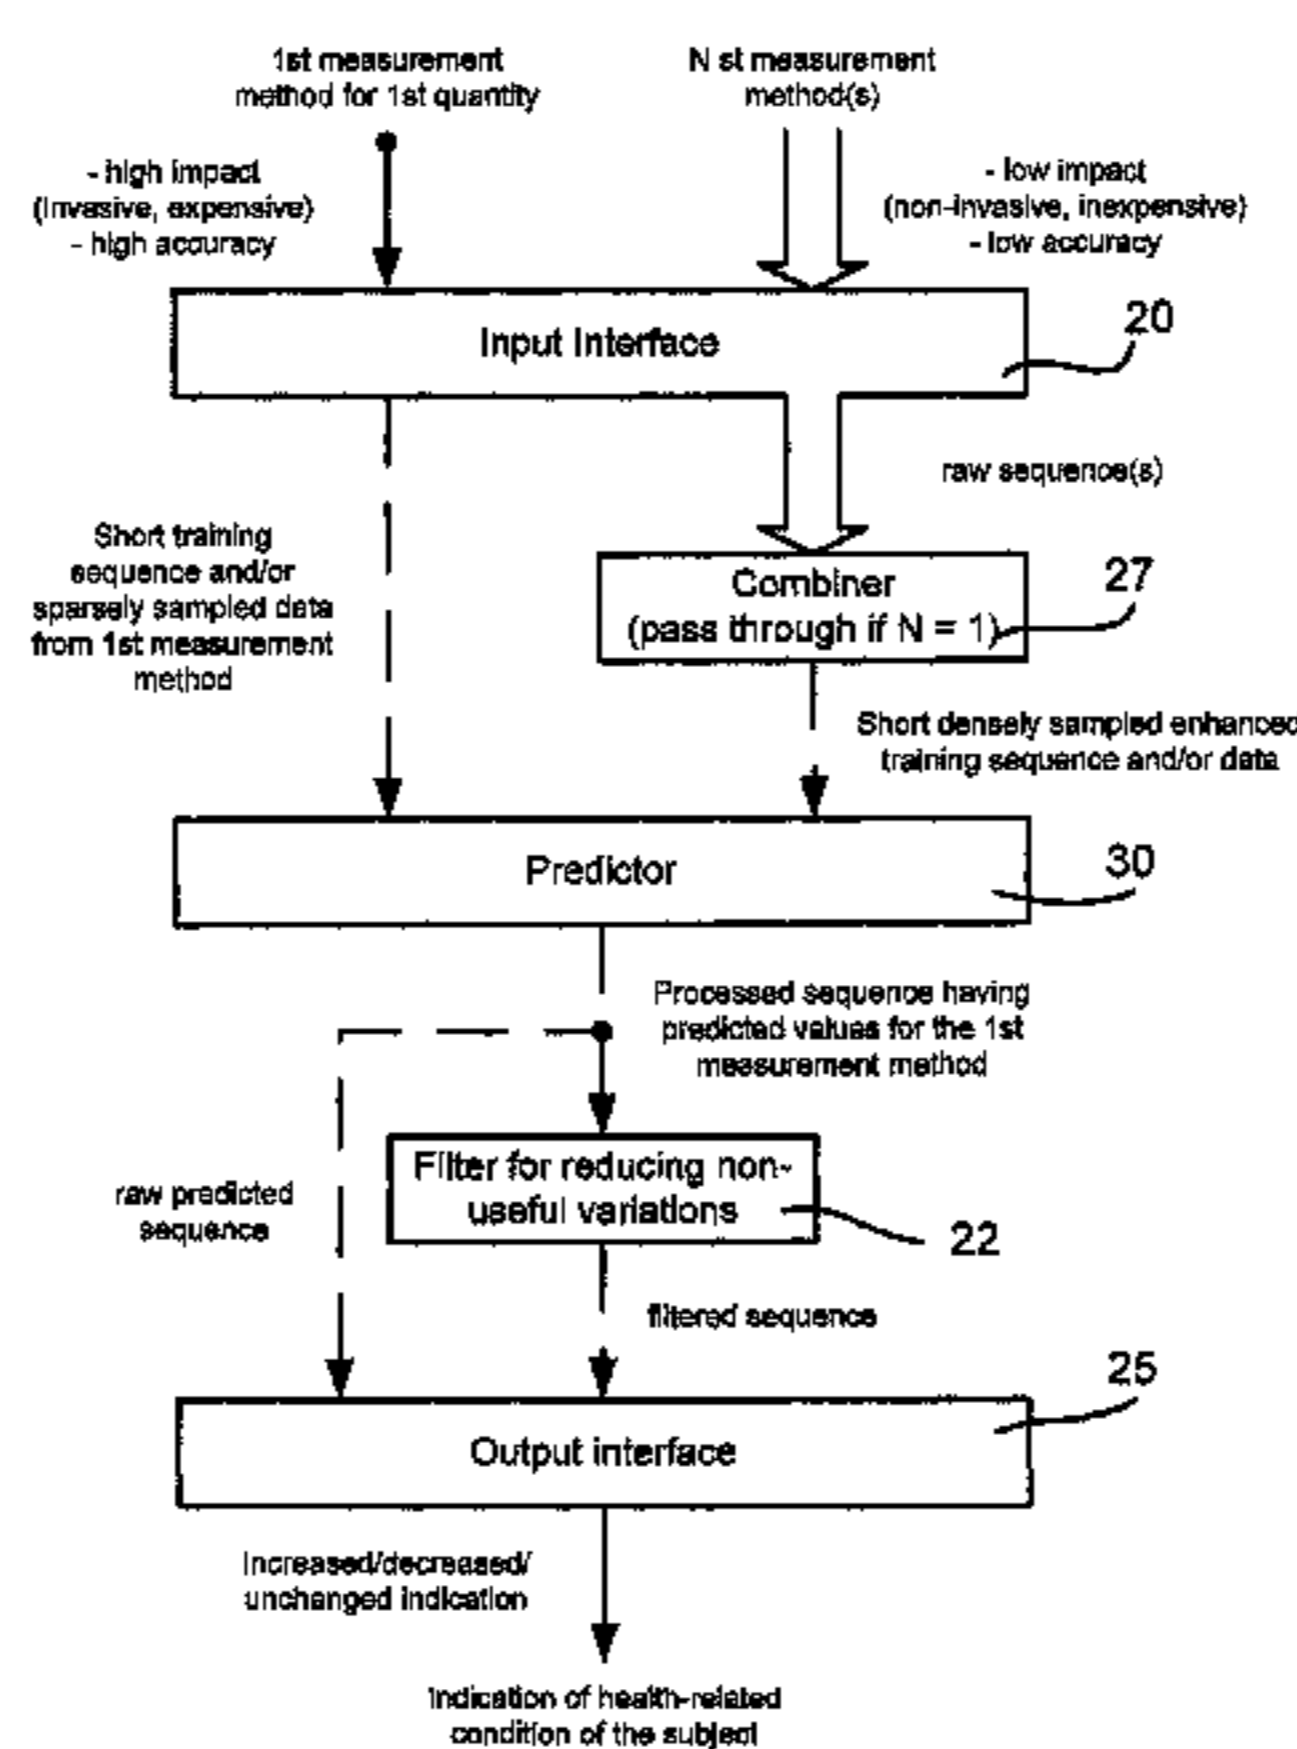 1st measurement
method for 1st quantity
N st measurement
method(s)
- high impact
(invasive, expensive)
- high accuracy
- low impact
(non-invasive, inexpensive)
- low accuracy
Input Interface
20
raw sequence(s)
Short training
sequence and/or
sparsely sampled data
from 1st measurement
method
Combiner
(pass through if N = 1)
27
Short densely sampled enhanced
training sequence and/or data
Predictor
30
Processed sequence having
predicted values for the 1st
measurement method
raw predicted
sequence
Filter for reducing non-
useful variations
22
filtered sequence
25
Output interface
Increased/decreased/
unchanged indication
Indication of health-related
condition of the subject